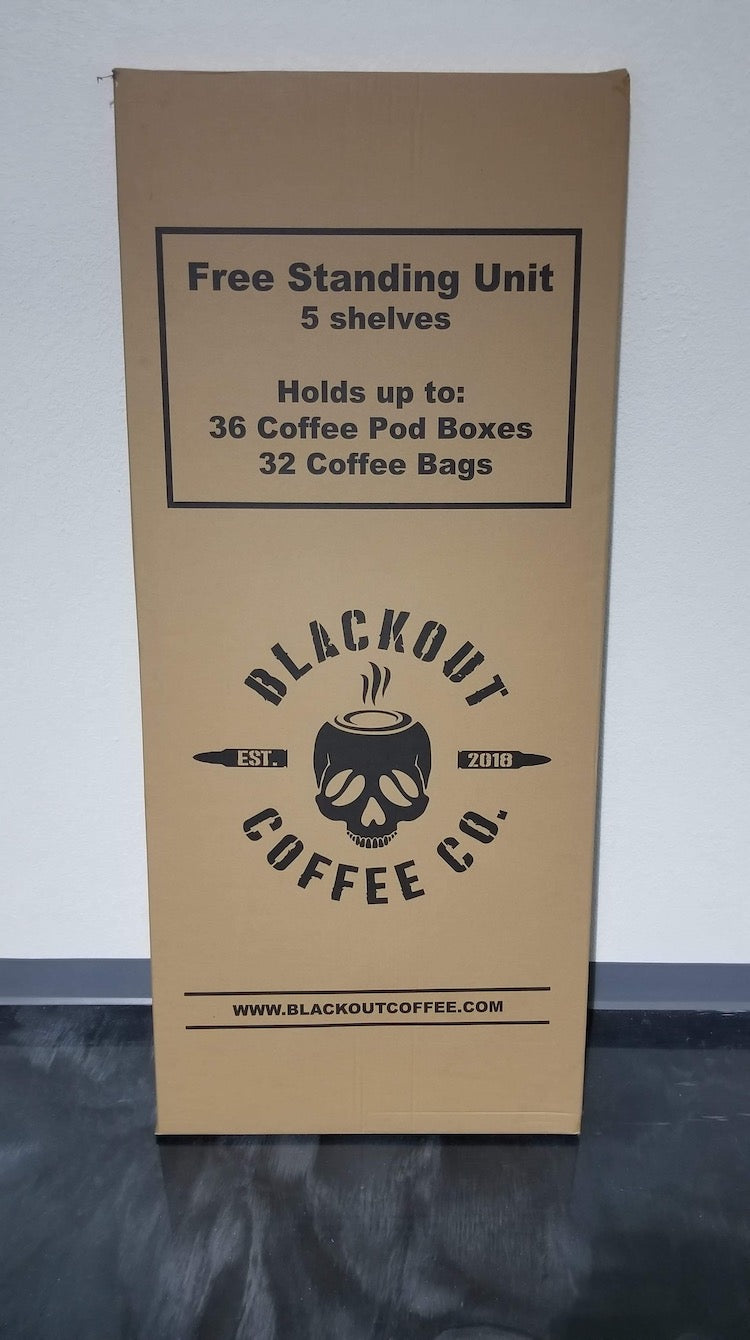 Free Standing Unit
5 shelves
Holds up to:
36 Coffee Pod Boxes
32 Coffee Bags
BLACKOUT
EST. 2018
COFFEE CO.
WWW.BLACKOUTCOFFEE.COM